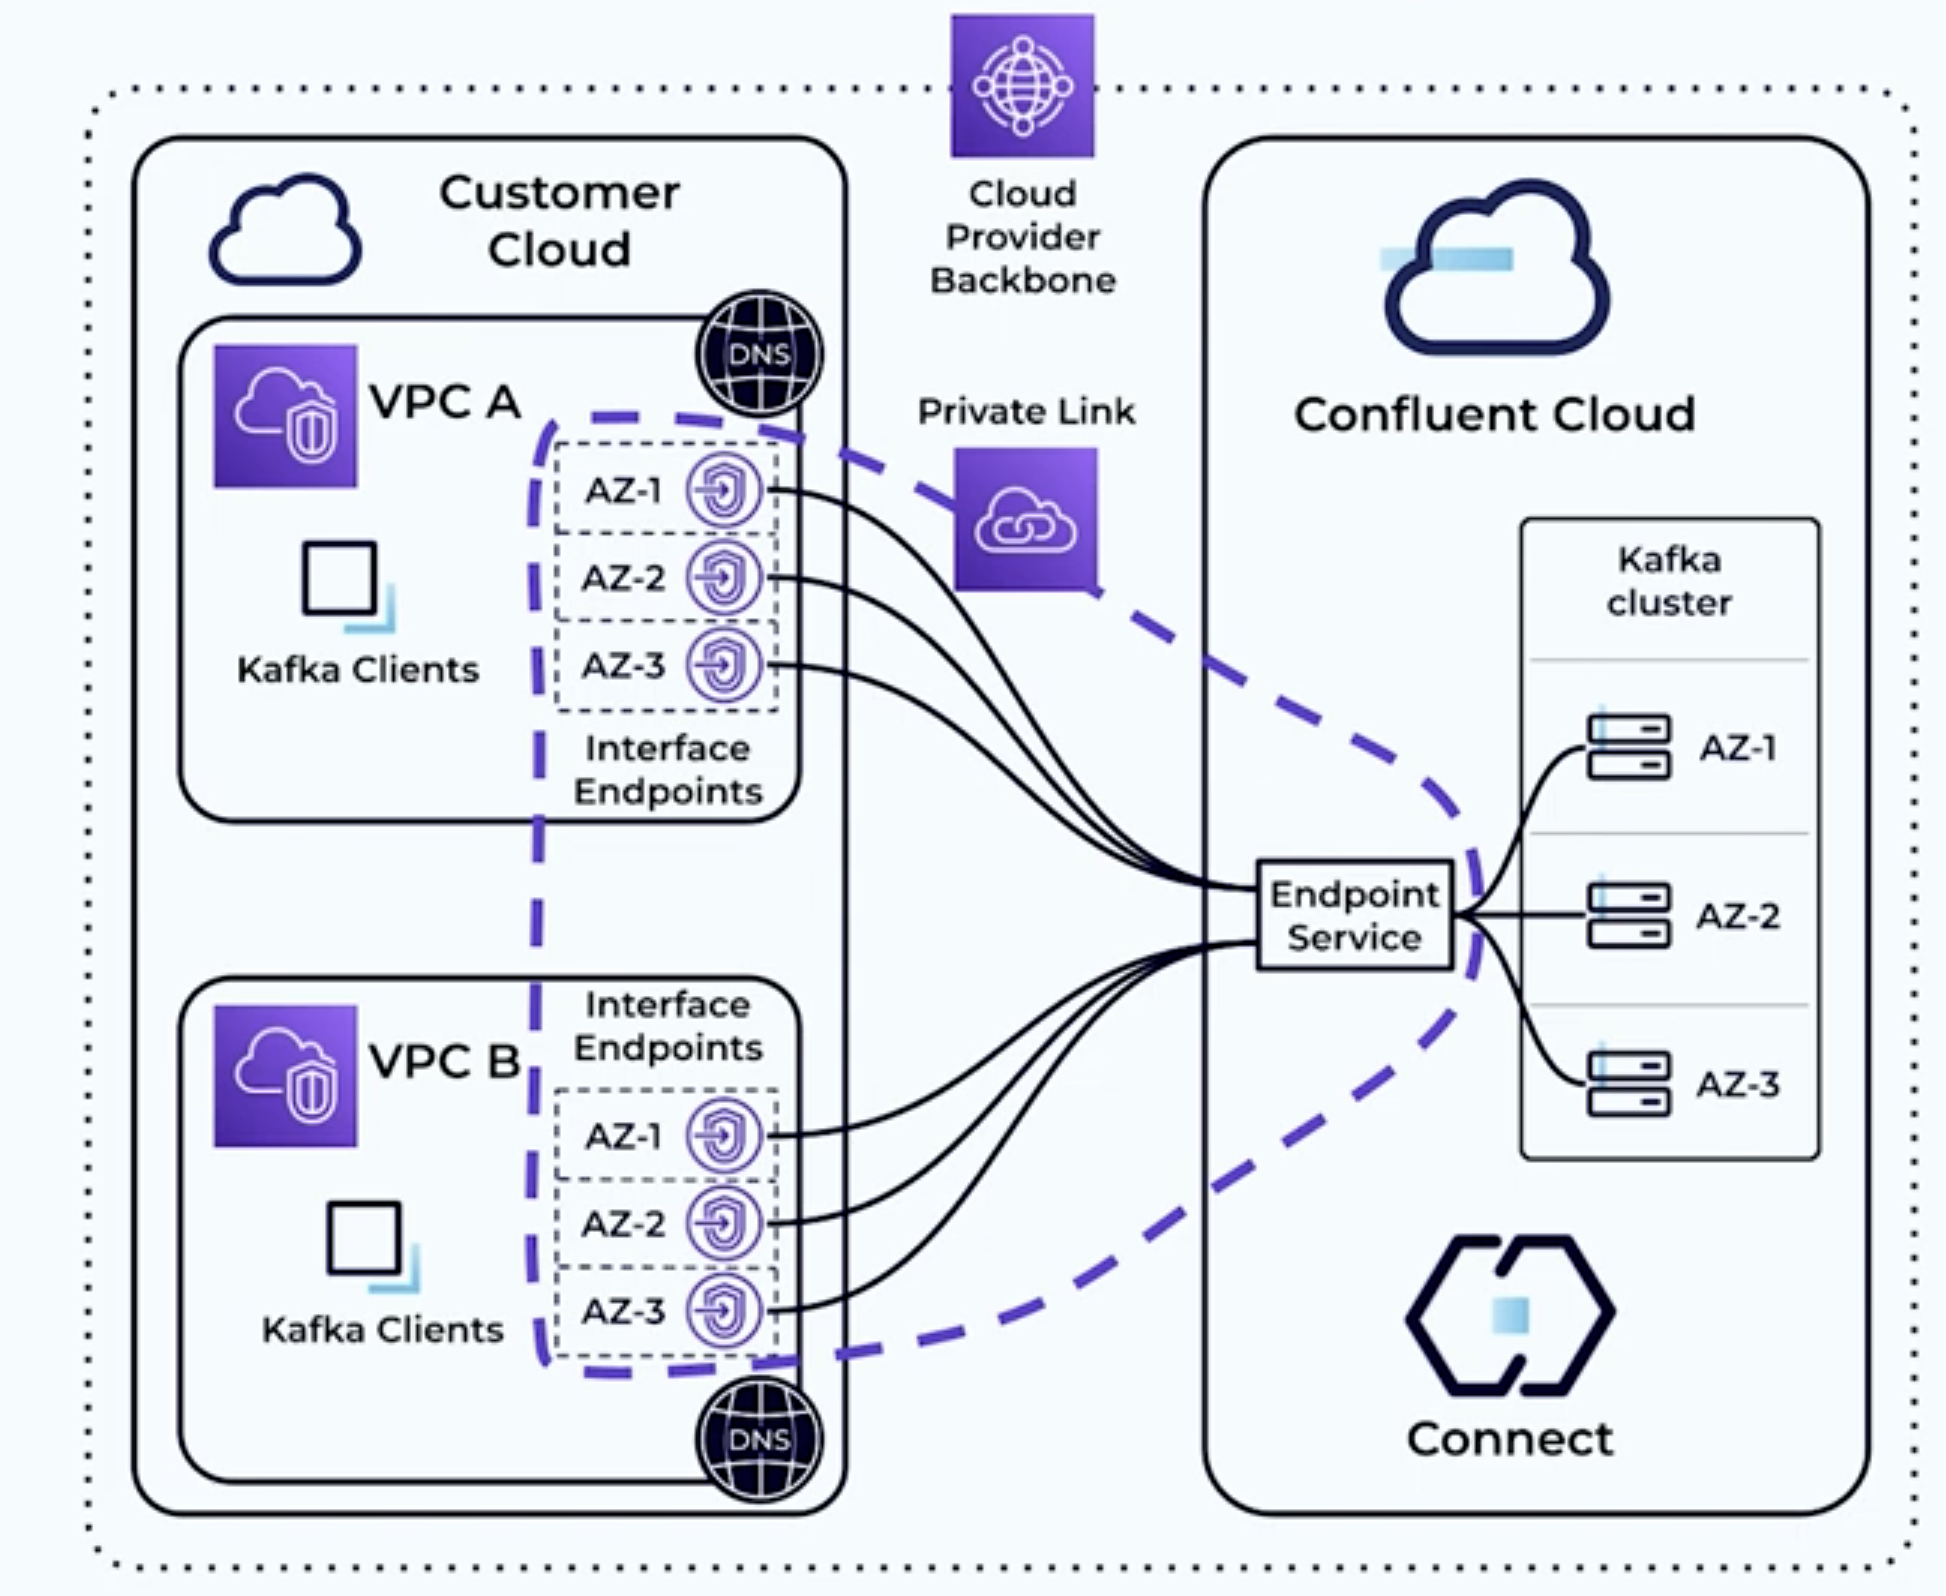 Cloud
Provider
Backbone
Customer
Cloud
DNS
VPC A
AZ-1
AZ-2
AZ-3
Kafka Clients
Interface
Endpoints
VPC B
Interface
Endpoints
AZ-1
AZ-2
AZ-3
Kafka Clients
DNS
Private Link
Confluent Cloud
Endpoint
Service
Kafka
cluster
AZ-1
AZ-2
AZ-3
Connect